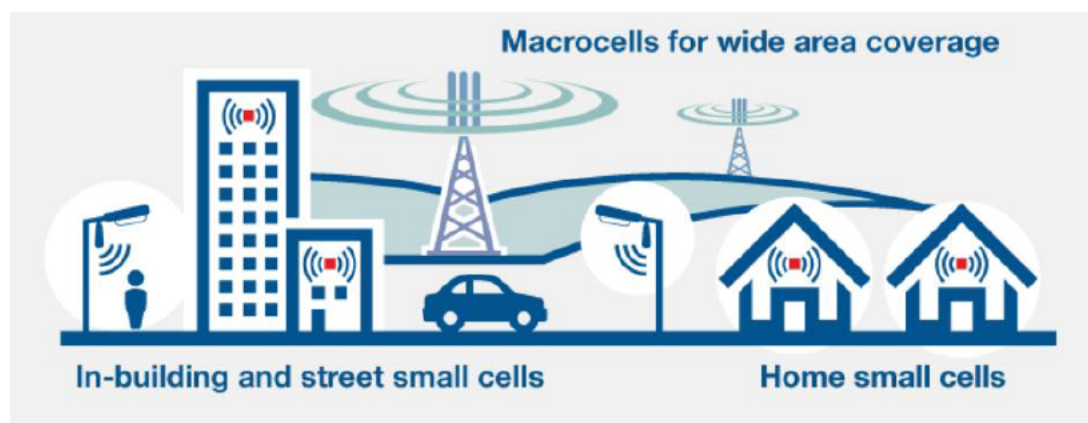 Macrocells for wide area coverage
In-building and street small cells
Home small cells